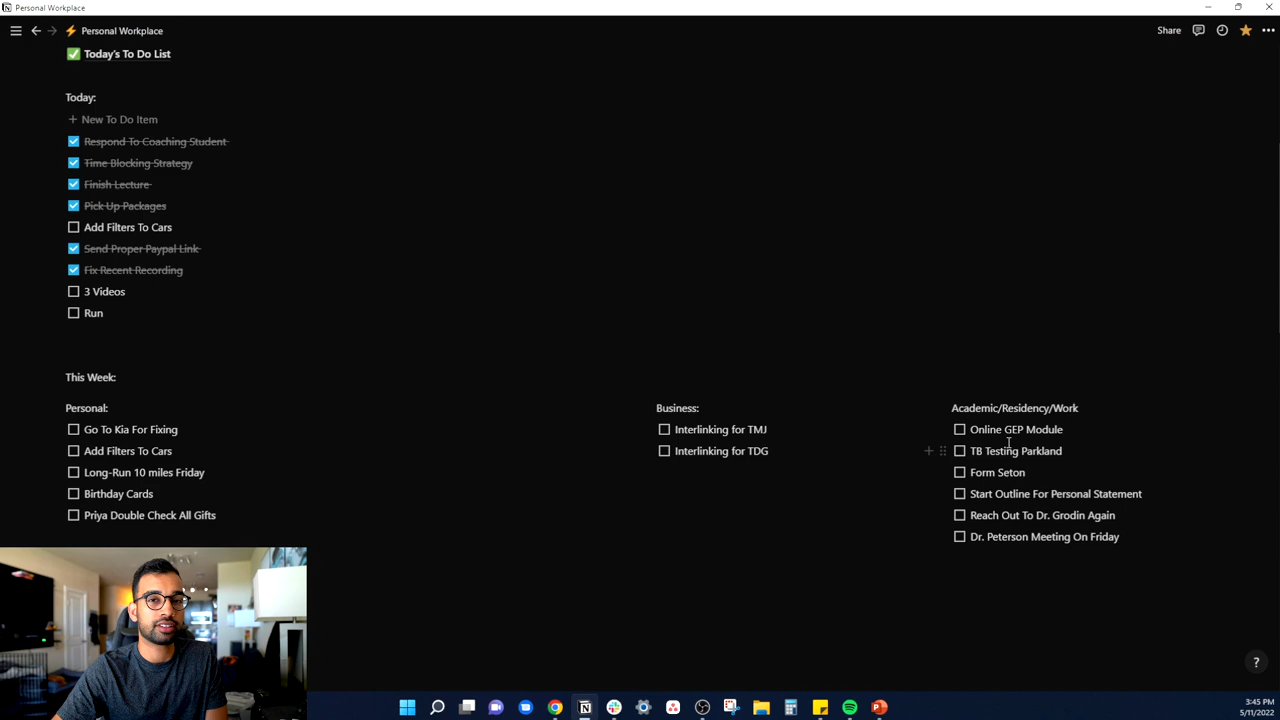 Personal Workplace
Personal Workplace
Share
Today's To Do List
Today:
+ New To Do Item
Respond To Coaching Student
Time Blocking Strategy
Finish Lecture
Pick Up Packages
Add Filters To Cars
Send Proper Paypal Link
Fix Recent Recording
3 Videos
Run
This Week:
Personal:
Go To Kia For Fixing
Add Filters To Cars
Long-Run 10 miles Friday
Birthday Cards
Priya Double Check All Gifts
Business:
Interlinking for TMJ
Interlinking for TDG
Academic/Residency/Work
Online GEP Module
TB Testing Parkland
Form Seton
Start Outline For Personal Statement
Reach Out To Dr. Grodin Again
Dr. Peterson Meeting On Friday
?
3:45 PM
5/11/2022